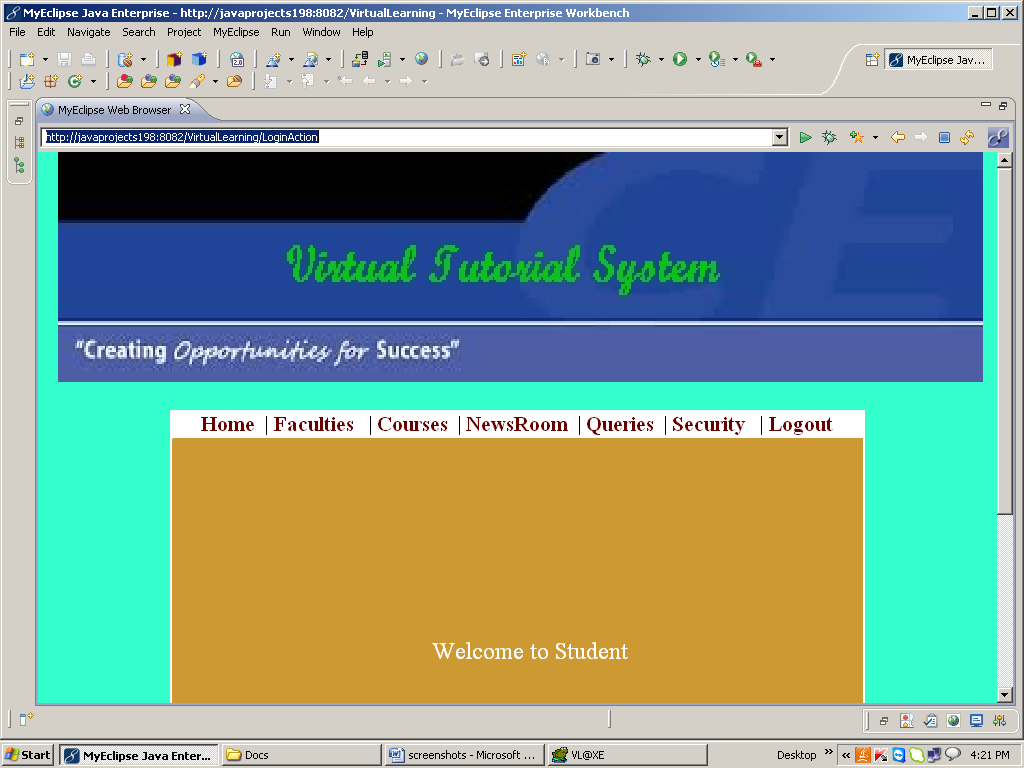 MyEclipse Java Enterprise - http://javaprojects198:8082/VirtualLearning - MyEclipse Enterprise Workbench
File Edit Navigate Search Project MyEclipse Run Window Help
2.0
MyEclipse Jav...
MyEclipse Web Browser
http://javaprojects198:8082/VirtualLearning/LoginAction
CE
Virtual Tutorial System
"Creating Opportunities for Success"
Home | Faculties | Courses | NewsRoom | Queries | Security | Logout
Welcome to Student
Start MyEclipse Java Enter... Docs screenshots - Microsoft ... VL@XE Desktop » « 4:21 PM